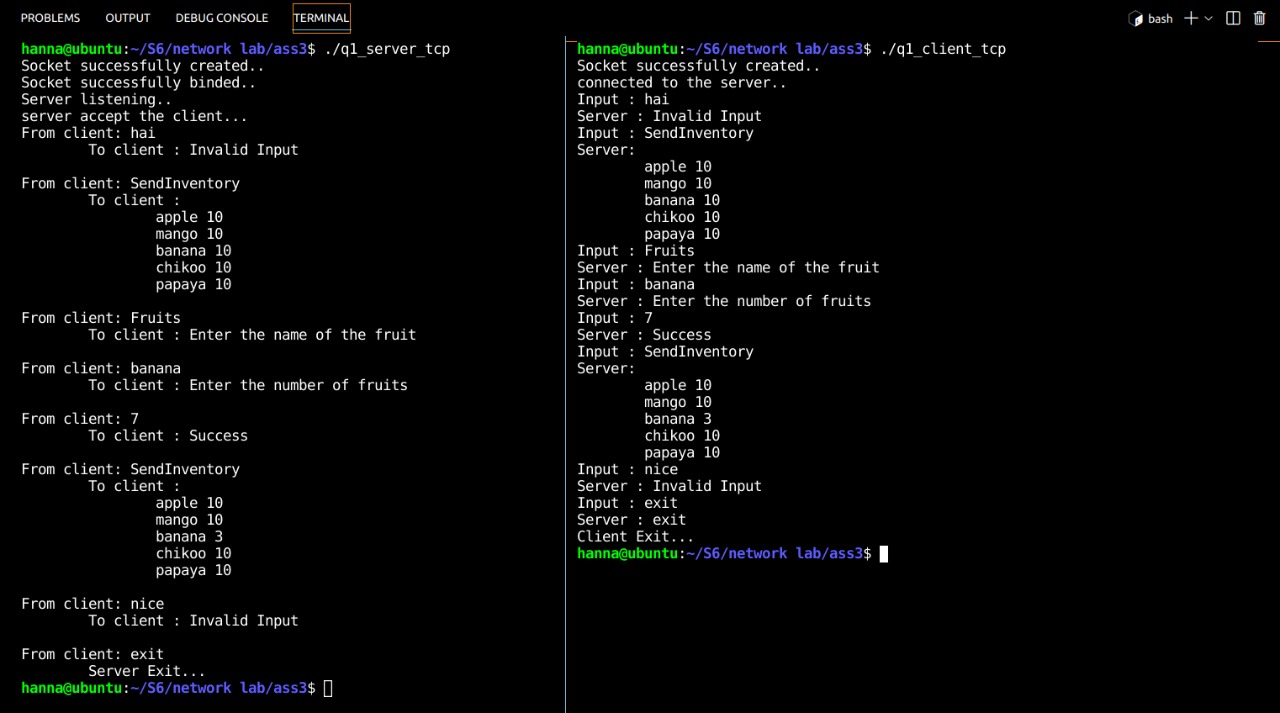 PROBLEMS OUTPUT DEBUG CONSOLE TERMINAL bash
hanna@ubuntu:~/S6/network lab/ass3$ ./q1_server_tcp
Socket successfully created..
Socket successfully binded..
Server listening..
server accept the client...
From client: hai
To client : Invalid Input
From client: SendInventory
To client :
apple 10
mango 10
banana 10
chikoo 10
papaya 10
From client: Fruits
To client : Enter the name of the fruit
From client: banana
To client : Enter the number of fruits
From client: 7
To client : Success
From client: SendInventory
To client :
apple 10
mango 10
banana 3
chikoo 10
papaya 10
From client: nice
To client : Invalid Input
From client: exit
Server Exit...
hanna@ubuntu:~/S6/network lab/ass3$
hanna@ubuntu:~/S6/network lab/ass3$ ./q1_client_tcp
Socket successfully created..
connected to the server..
Input : hai
Server : Invalid Input
Input : SendInventory
Server:
apple 10
mango 10
banana 10
chikoo 10
papaya 10
Input : Fruits
Server : Enter the name of the fruit
Input : banana
Server : Enter the number of fruits
Input : 7
Server : Success
Input : SendInventory
Server:
apple 10
mango 10
banana 3
chikoo 10
papaya 10
Input : nice
Server : Invalid Input
Input : exit
Server : exit
Client Exit...
hanna@ubuntu:~/S6/network lab/ass3$